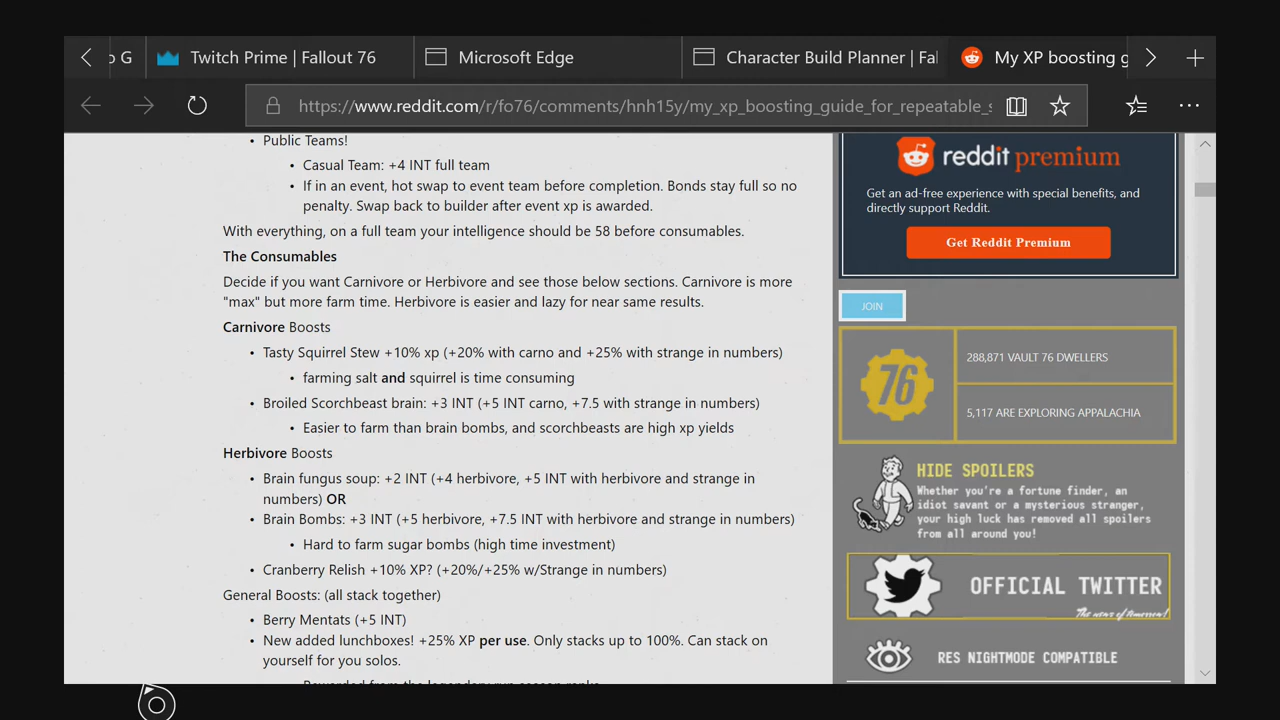 o G
Twitch Prime | Fallout 76
Microsoft Edge
Character Build Planner | Fal
My XP boosting g
https://www.reddit.com/r/fo76/comments/hnh15y/my_xp_boosting_guide_for_repeatable_s
Public Teams!
Casual Team: +4 INT full team
If in an event, hot swap to event team before completion. Bonds stay full so no
penalty. Swap back to builder after event xp is awarded.
With everything, on a full team your intelligence should be 58 before consumables.
The Consumables
Decide if you want Carnivore or Herbivore and see those below sections. Carnivore is more
"max" but more farm time. Herbivore is easier and lazy for near same results.
Carnivore Boosts
Tasty Squirrel Stew +10% xp (+20% with carno and +25% with strange in numbers)
farming salt and squirrel is time consuming
Broiled Scorchbeast brain: +3 INT (+5 INT carno, +7.5 with strange in numbers)
Easier to farm than brain bombs, and scorchbeasts are high xp yields
Herbivore Boosts
Brain fungus soup: +2 INT (+4 herbivore, +5 INT with herbivore and strange in
numbers) OR
Brain Bombs: +3 INT (+5 herbivore, +7.5 INT with herbivore and strange in numbers)
Hard to farm sugar bombs (high time investment)
Cranberry Relish +10% XP? (+20%/+25% w/Strange in numbers)
General Boosts: (all stack together)
Berry Mentats (+5 INT)
New added lunchboxes! +25% XP per use. Only stacks up to 100%. Can stack on
yourself for you solos.
Rewarded from the legendary run season ranks
reddit premium
Get an ad-free experience with special benefits, and
directly support Reddit.
Get Reddit Premium
JOIN
76
288,871 VAULT 76 DWELLERS
5,117 ARE EXPLORING APPALACHIA
HIDE SPOILERS
Whether you're a fortune finder, an
idiot savant or a mysterious stranger,
your high luck has removed all spoilers
from all around you!
OFFICIAL TWITTER
The news of tomorrow!
RES NIGHTMODE COMPATIBLE